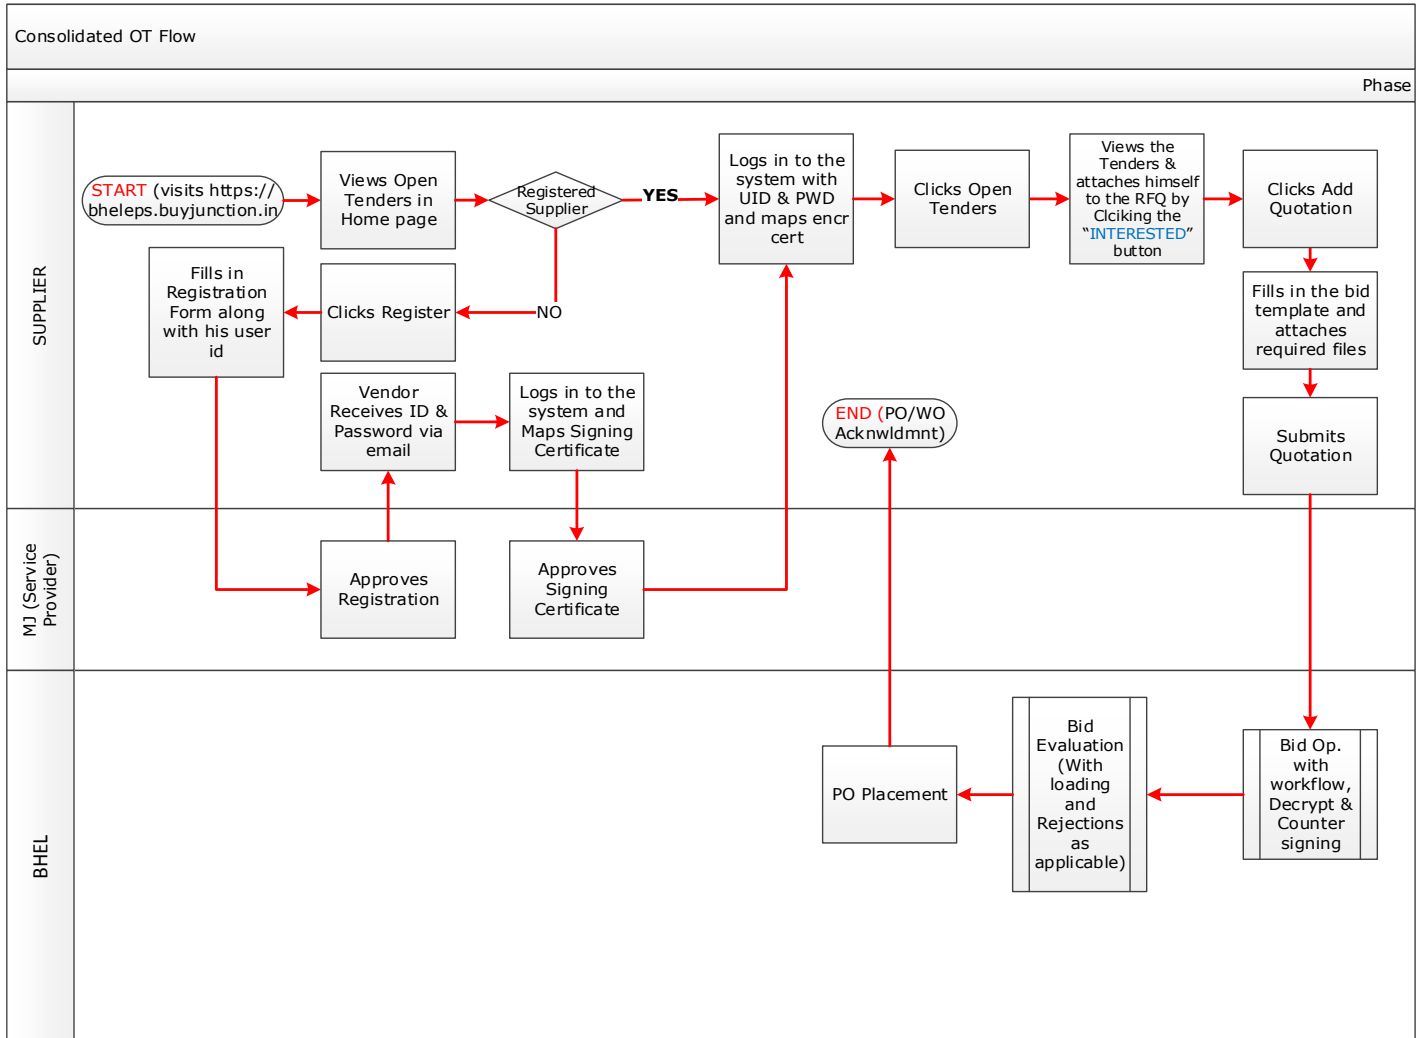 Consolidated OT Flow
Phase
SUPPLIER
START (visits https://
bheleps.buyjunction.in
Views Open
Tenders in
Home page
Registered
Supplier
YES
Logs in to the
system with
UID & PWD
and maps encr
cert
Clicks Open
Tenders
Views the
Tenders &
attaches himself
to the RFQ by
Clciking the
“INTERESTED”
button
Clicks Add
Quotation
Fills in
Registration
Form along
with his user
id
Clicks Register
NO
Fills in the bid
template and
attaches
required files
Vendor
Receives ID &
Password via
email
Logs in to the
system and
Maps Signing
Certificate
END (PO/WO
Acknwldmnt)
Submits
Quotation
MJ (Service
Provider)
Approves
Registration
Approves
Signing
Certificate
BHEL
PO Placement
Bid
Evaluation
(With
loading
and
Rejections
as
applicable)
Bid Op.
with
workflow,
Decrypt &
Counter
signing